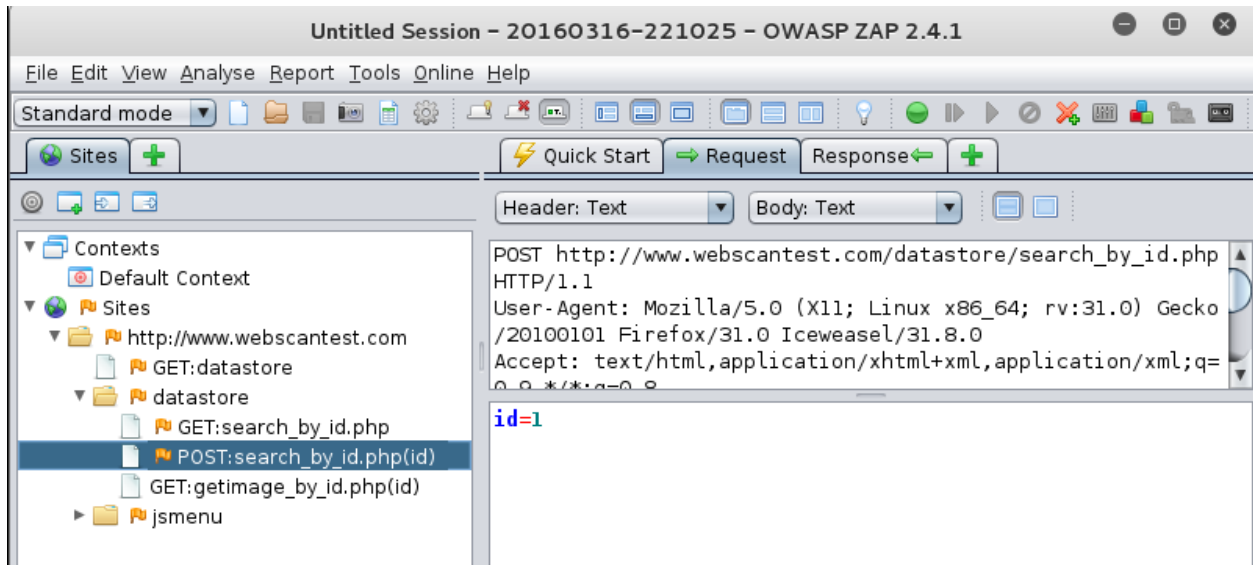 Untitled Session - 20160316-221025 - OWASP ZAP 2.4.1
File Edit View Analyse Report Tools Online Help
Standard mode
Sites
Quick Start Request Response
Header: Text Body: Text
Contexts
Default Context
Sites
http://www.webscantest.com
GET:datastore
datastore
GET:search_by_id.php
POST:search_by_id.php(id)
GET:getimage_by_id.php(id)
jsmenu
POST http://www.webscantest.com/datastore/search_by_id.php
HTTP/1.1
User-Agent: Mozilla/5.0 (X11; Linux x86_64; rv:31.0) Gecko
/20100101 Firefox/31.0 Iceweasel/31.8.0
Accept: text/html,application/xhtml+xml,application/xml;q=
0.9,*/*;q=0.8
id=1